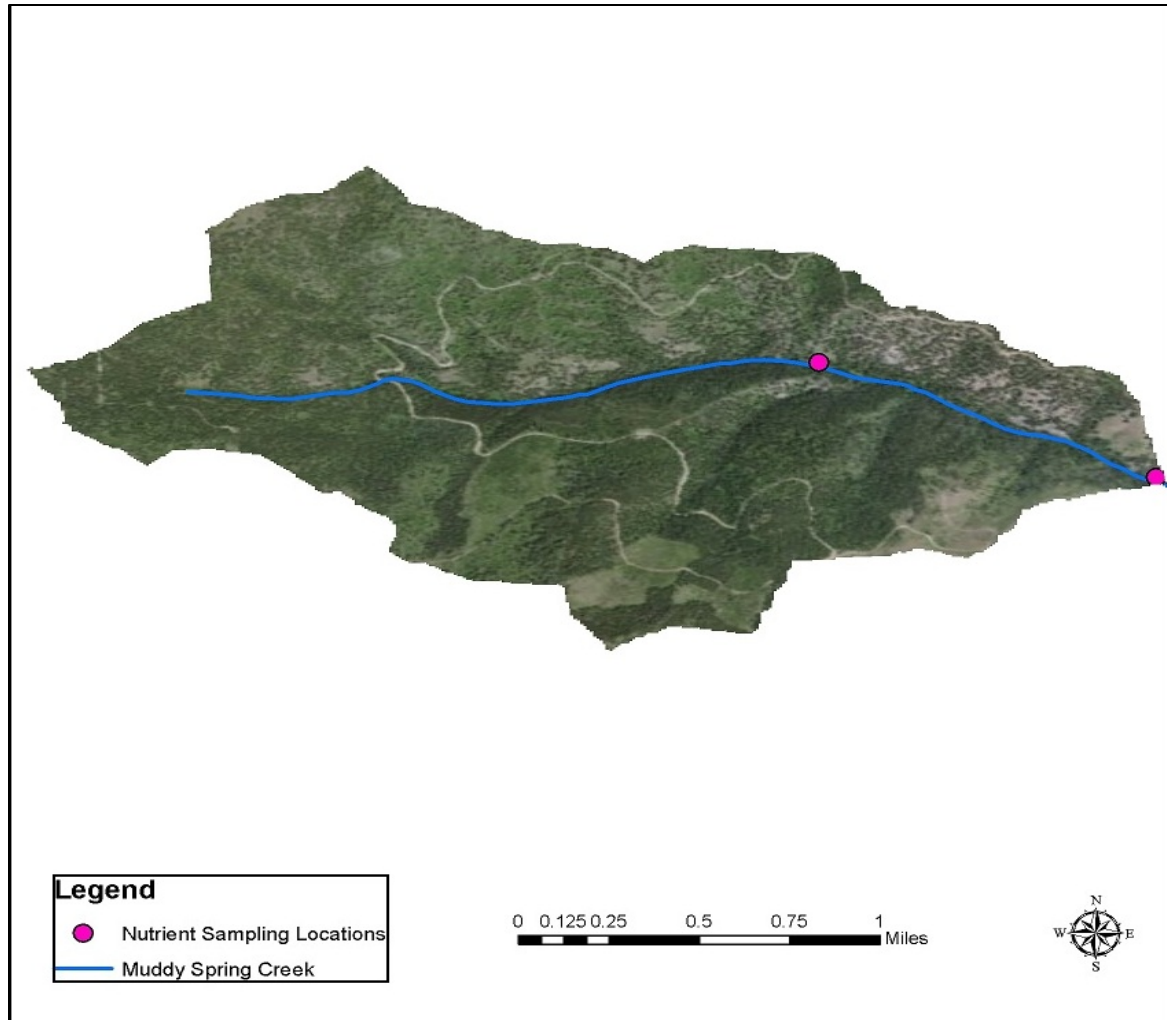 Legend
Nutrient Sampling Locations
Muddy Spring Creek
0 0.125 0.25 0.5 0.75 1
Miles
N
W E
S